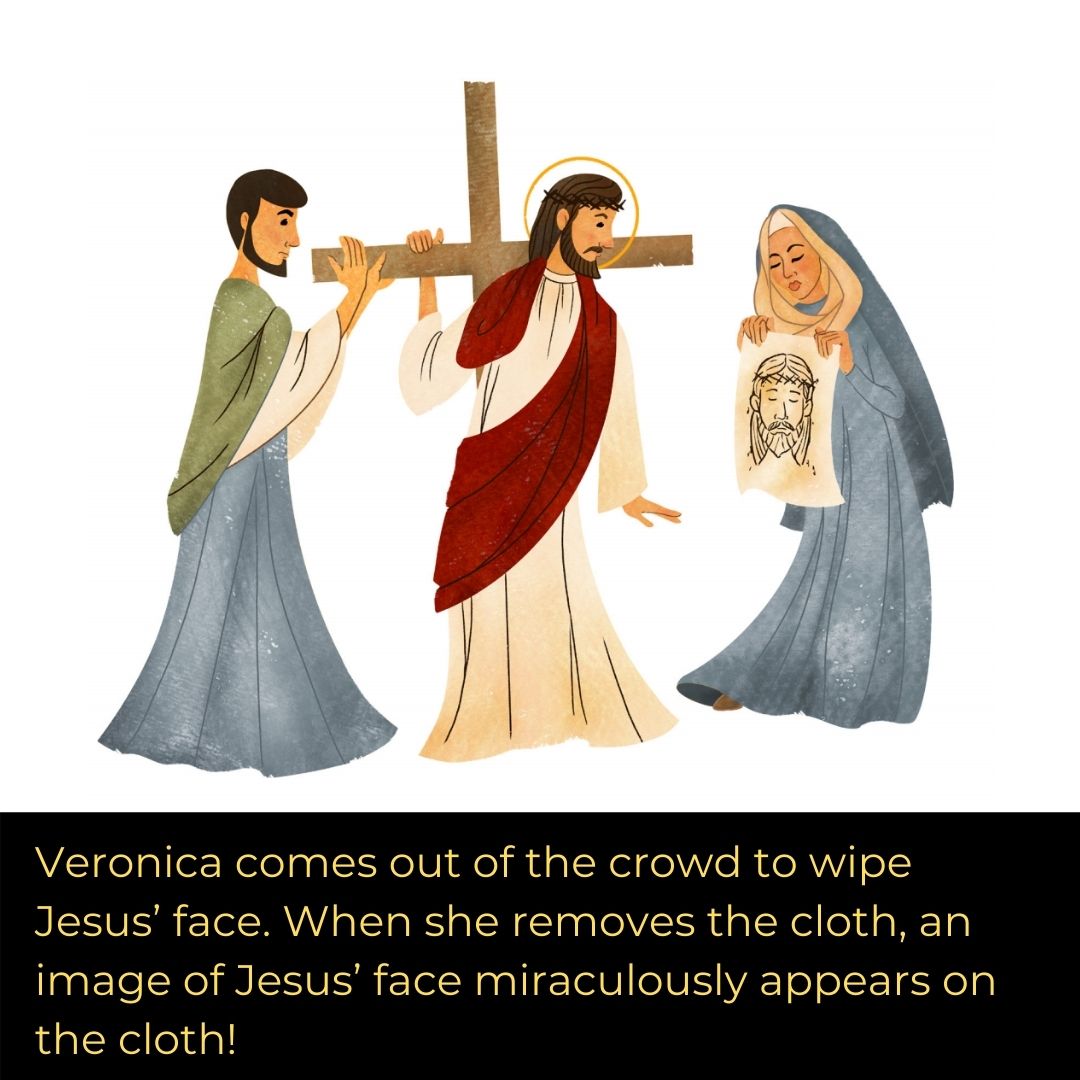 Veronica comes out of the crowd to wipe
Jesus’ face. When she removes the cloth, an
image of Jesus’ face miraculously appears on
the cloth!